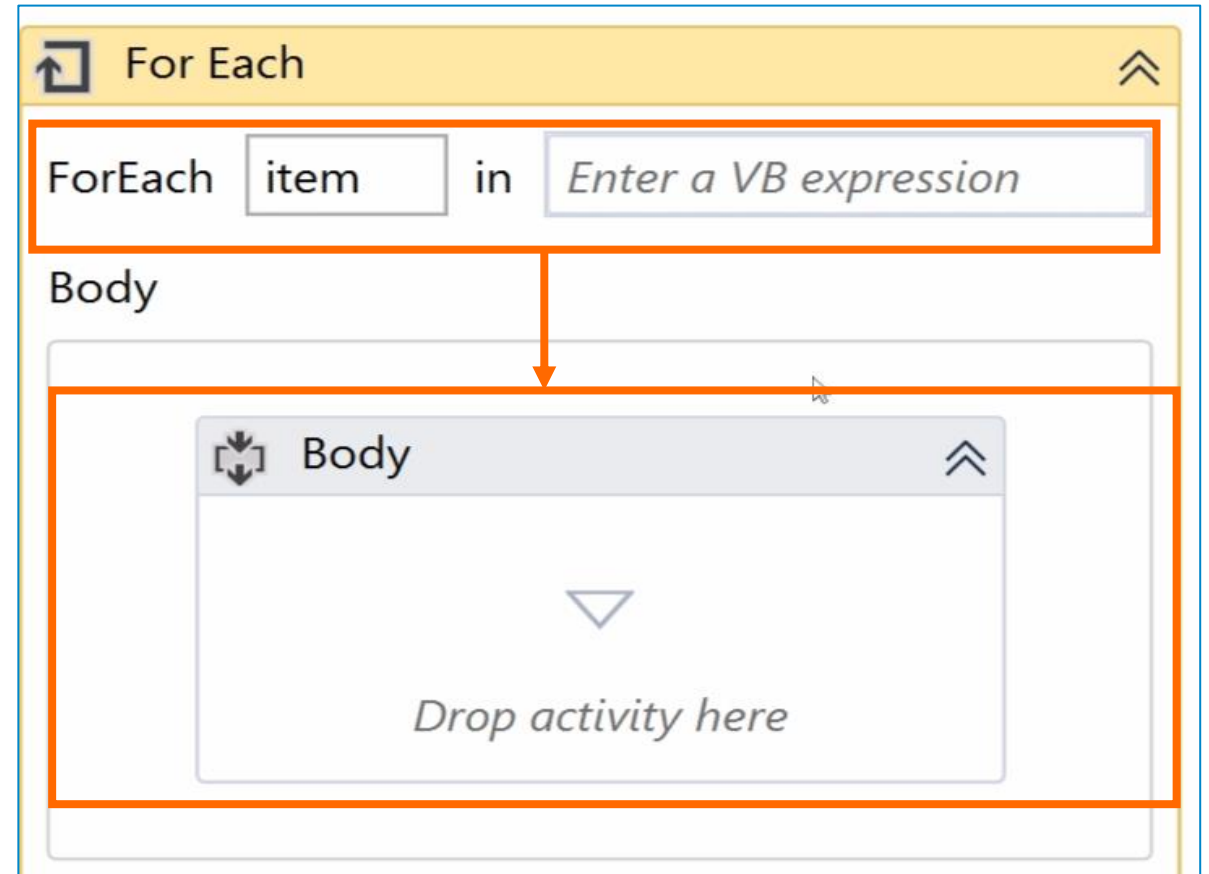 For Each
ForEach item in Enter a VB expression
Body
Body
Drop activity here